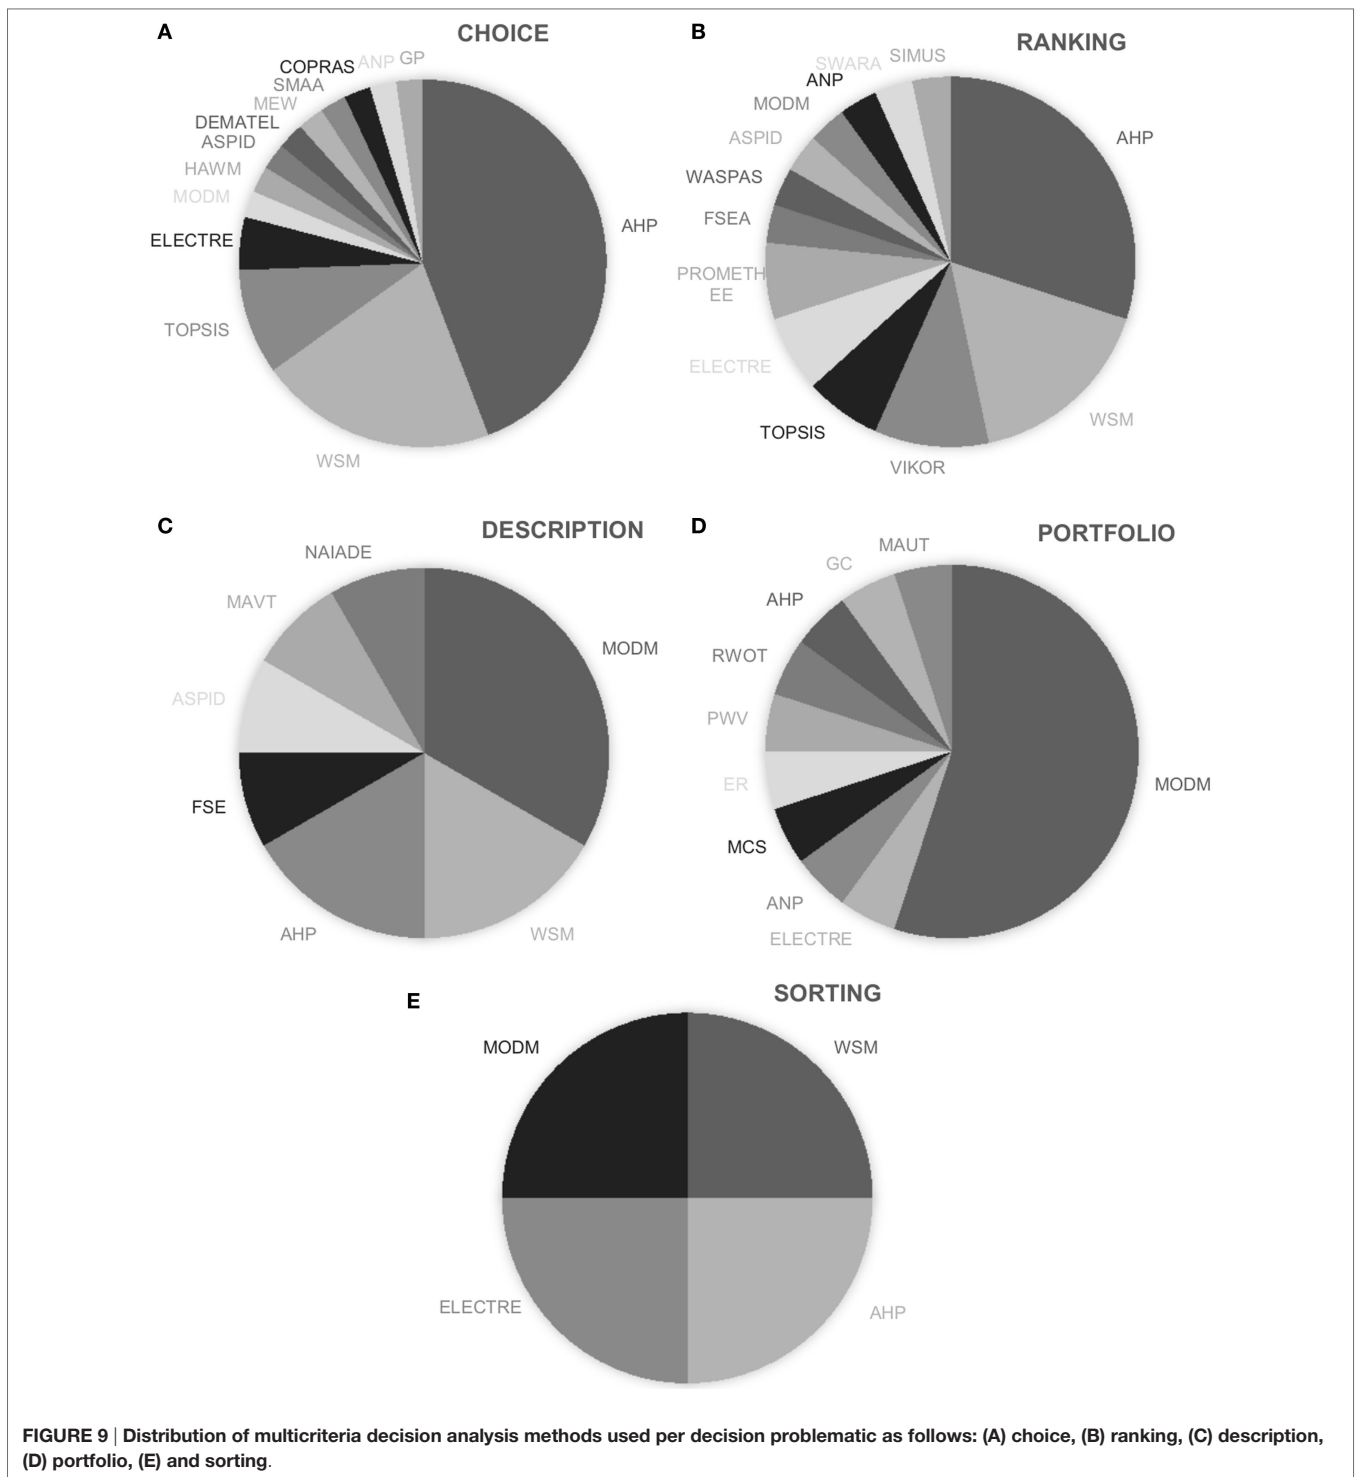 A
CHOICE
ANP
GP
COPRAS
SMAA
MEW
DEMATEL
ASPID
HAWM
MODM
ELECTRE
TOPSIS
WSM
AHP
B
RANKING
SIMUS
SWARA
ANP
MODM
ASPID
WASPAS
FSEA
PROMETH
EE
ELECTRE
TOPSIS
VIKOR
WSM
AHP
C
DESCRIPTION
NAIADE
MAVT
ASPID
FSE
AHP
WSM
MODM
D
PORTFOLIO
MAUT
GC
AHP
RWOT
PWV
ER
MCS
ANP
ELECTRE
MODM
E
SORTING
MODM
WSM
ELECTRE
AHP
FIGURE 9 | Distribution of multicriteria decision analysis methods used per decision problematic as follows: (A) choice, (B) ranking, (C) description,
(D) portfolio, (E) and sorting.